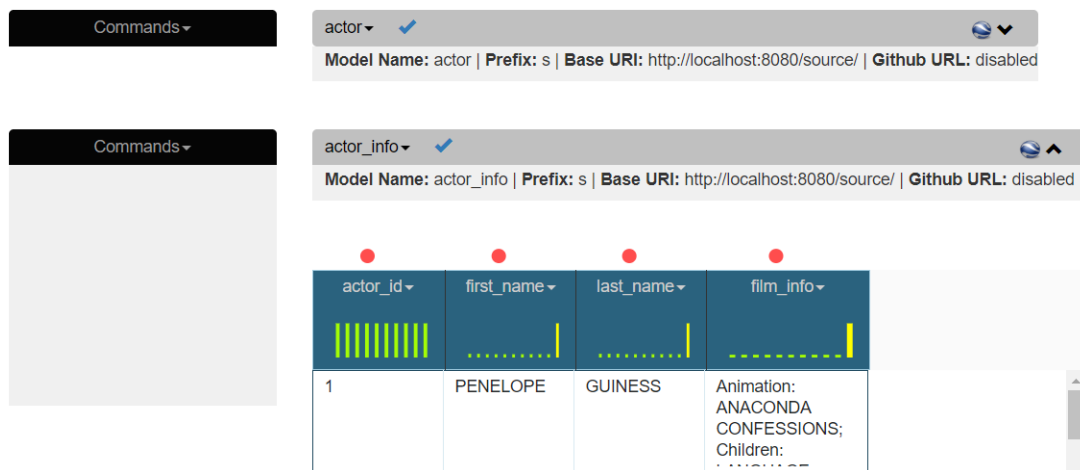 Commands
actor
Model Name: actor | Prefix: s | Base URI: http://localhost:8080/source/ | Github URL: disabled
Commands
actor_info
Model Name: actor_info | Prefix: s | Base URI: http://localhost:8080/source/ | Github URL: disabled
actor_id first_name last_name film_info
1 PENELOPE GUINESS Animation:
ANACONDA
CONFESSIONS;
Children: